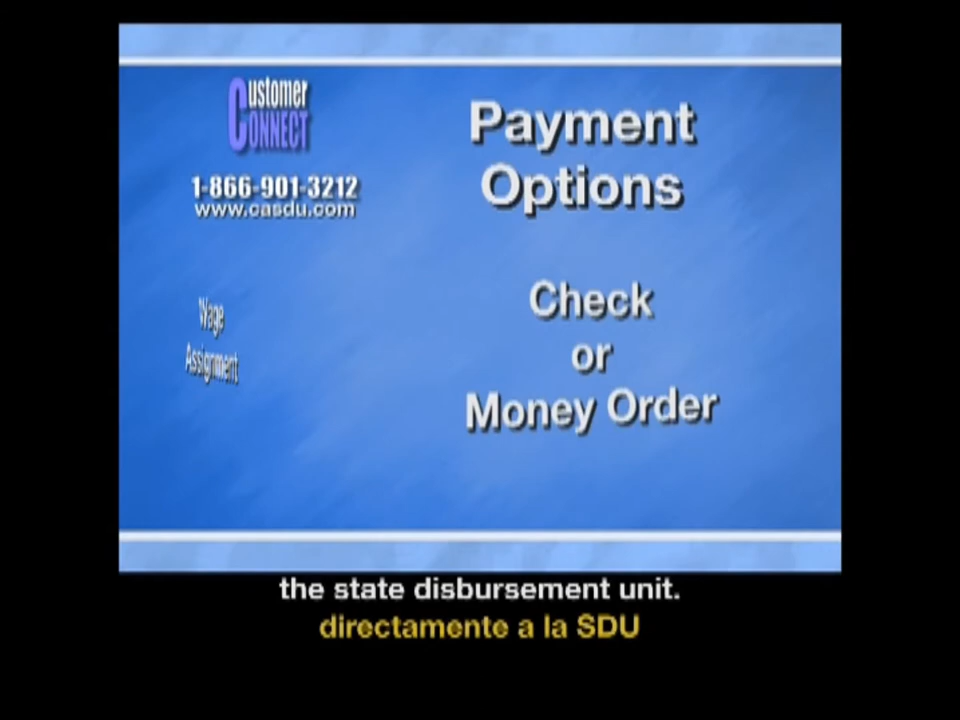 Customer
CONNECT
1-866-901-3212
www.casdu.com
Wage
Assignment
Payment
Options
Check
or
Money Order
the state disbursement unit.
directamente a la SDU